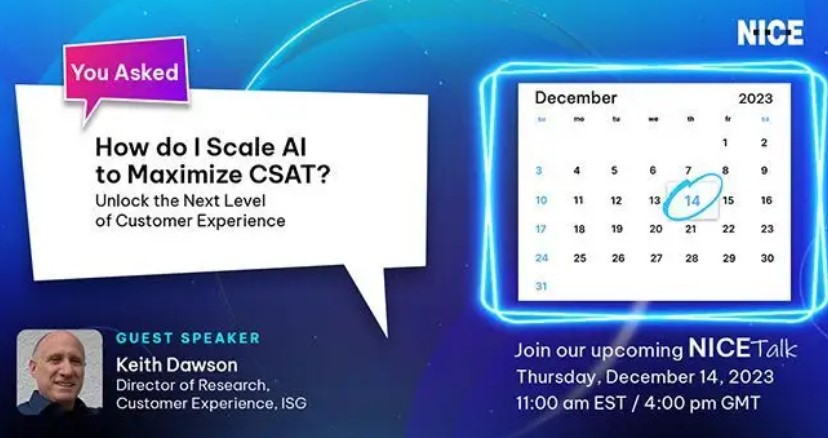 NICE
You Asked
How do I Scale AI
to Maximize CSAT?
Unlock the Next Level
of Customer Experience
December 2023
su mo tu we th fr sa
1 2
3 4 5 6 7 8 9
10 11 12 13 14 15 16
17 18 19 20 21 22 23
24 25 26 27 28 29 30
31
GUEST SPEAKER
Keith Dawson
Director of Research,
Customer Experience, ISG
Join our upcoming NICE Talk
Thursday, December 14, 2023
11:00 am EST / 4:00 pm GMT